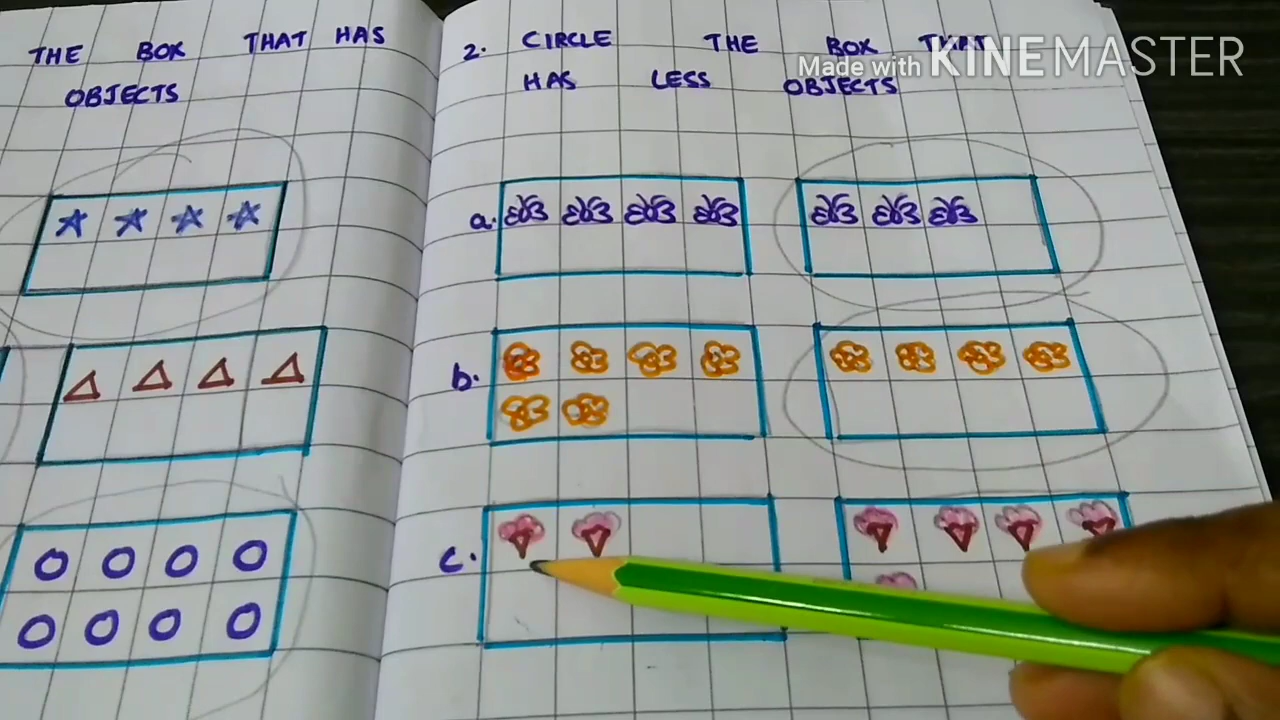 THE BOX THAT HAS
OBJECTS
2. CIRCLE THE BOX THAT
HAS LESS OBJECTS
Made with KINEMASTER
a.
b.
c.